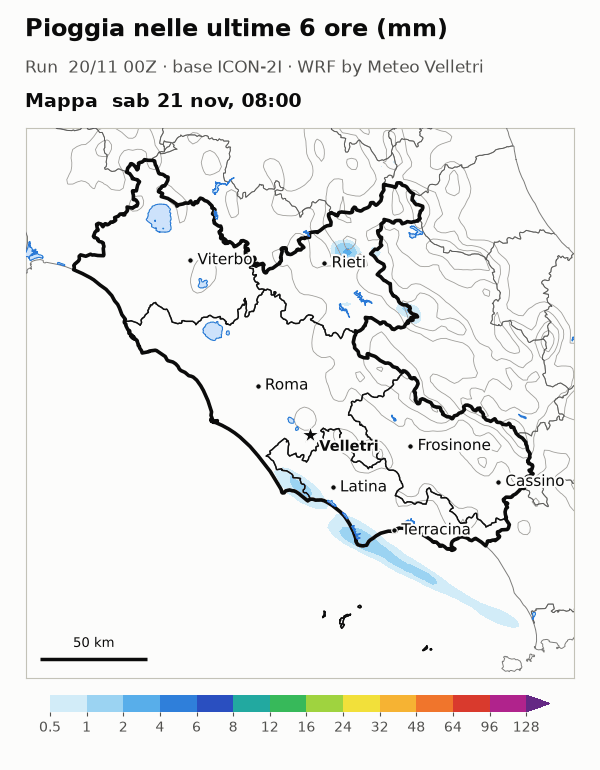 Pioggia nelle ultime 6 ore (mm)
Run  20/11 00Z · base ICON-2I · WRF by Meteo Velletri
Mappa  sab 21 nov, 08:00
Viterbo
Rieti
Roma
Velletri
Frosinone
Latina
Cassino
Terracina
50 km
0.5 1 2 4 6 8 12 16 24 32 48 64 96 128